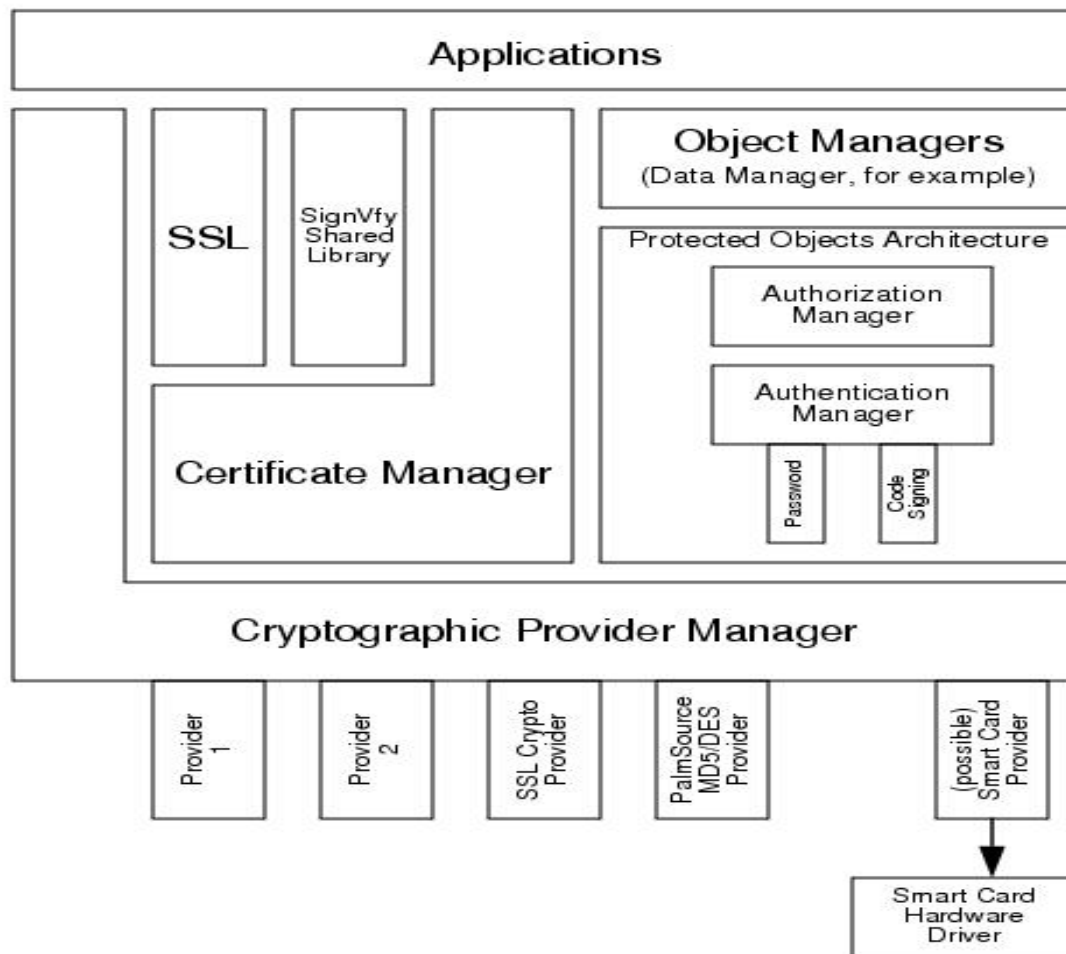 Applications
SSL
SignVfy
Shared
Library
Object Managers
(Data Manager, for example)
Protected Objects Architecture
Authorization
Manager
Authentication
Manager
Password
Code
Signing
Certificate Manager
Cryptographic Provider Manager
Provider
1
Provider
2
SSL Crypto
Provider
PalmSource
MD5/DES
Provider
(possible)
Smart Card
Provider
Smart Card
Hardware
Driver